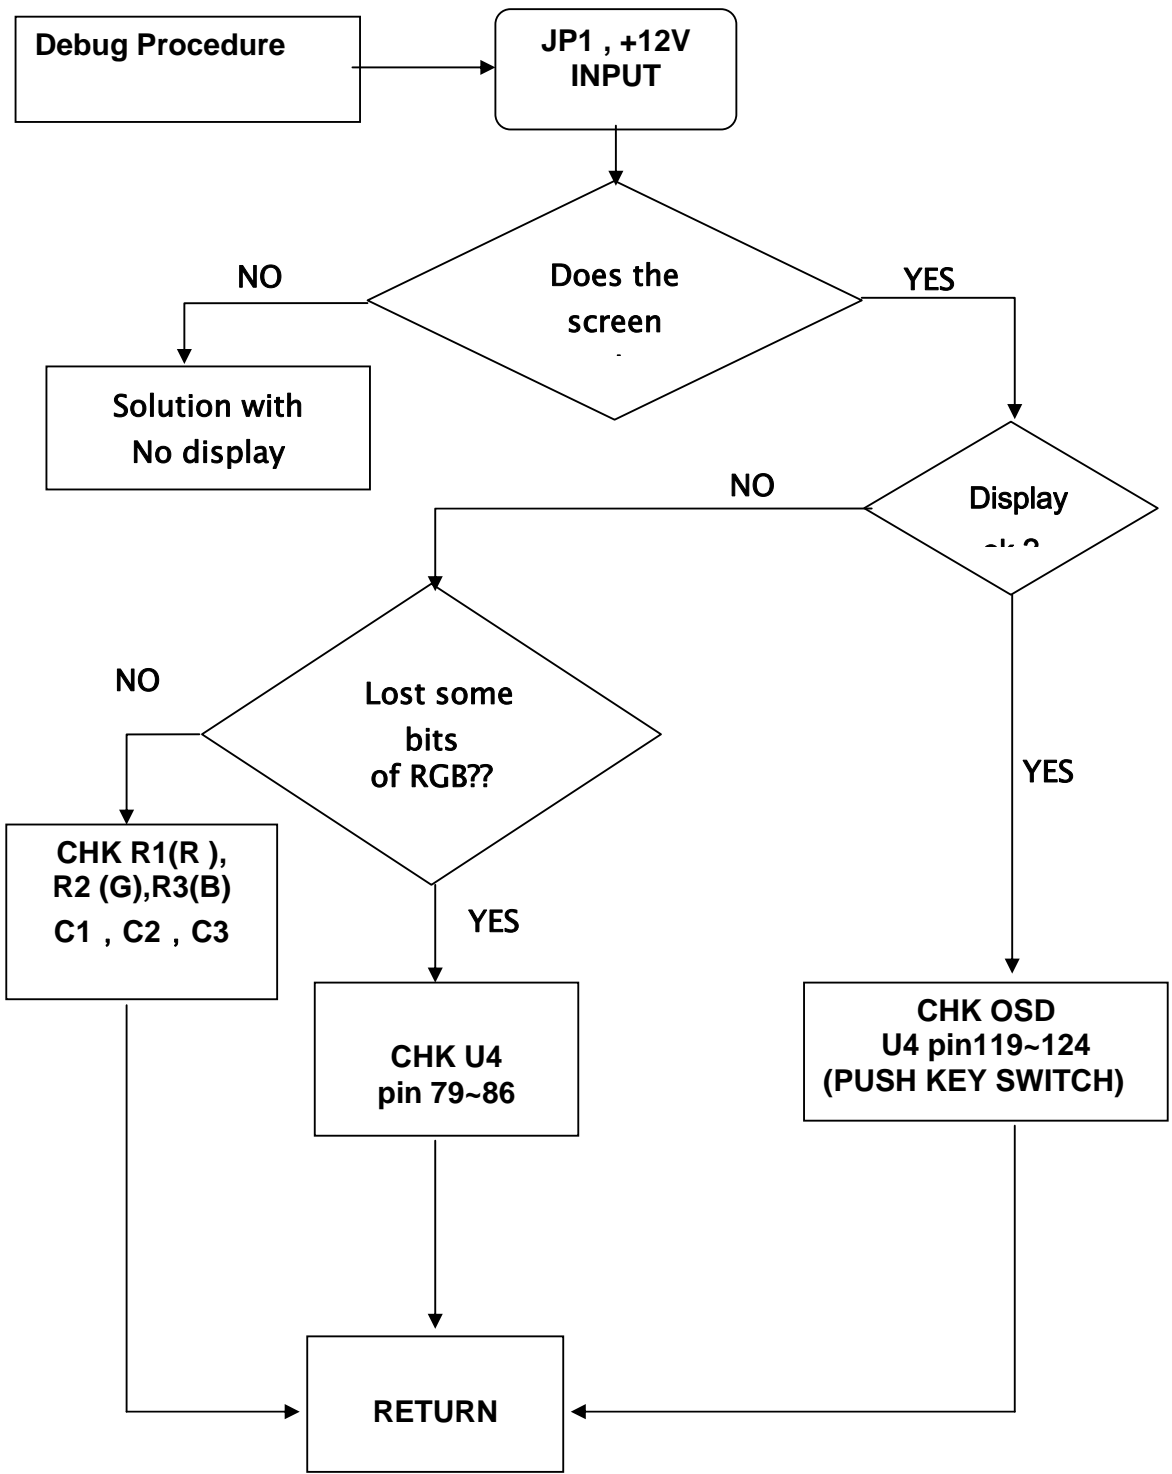 Debug Procedure
JP1 , +12V
INPUT
NO
Does the
screen
YES
Solution with
No display
NO
Display
NO
Lost some
bits
of RGB??
YES
CHK R1(R ),
R2 (G),R3(B)
C1 , C2 , C3
YES
CHK U4
pin 79~86
CHK OSD
U4 pin119~124
(PUSH KEY SWITCH)
RETURN